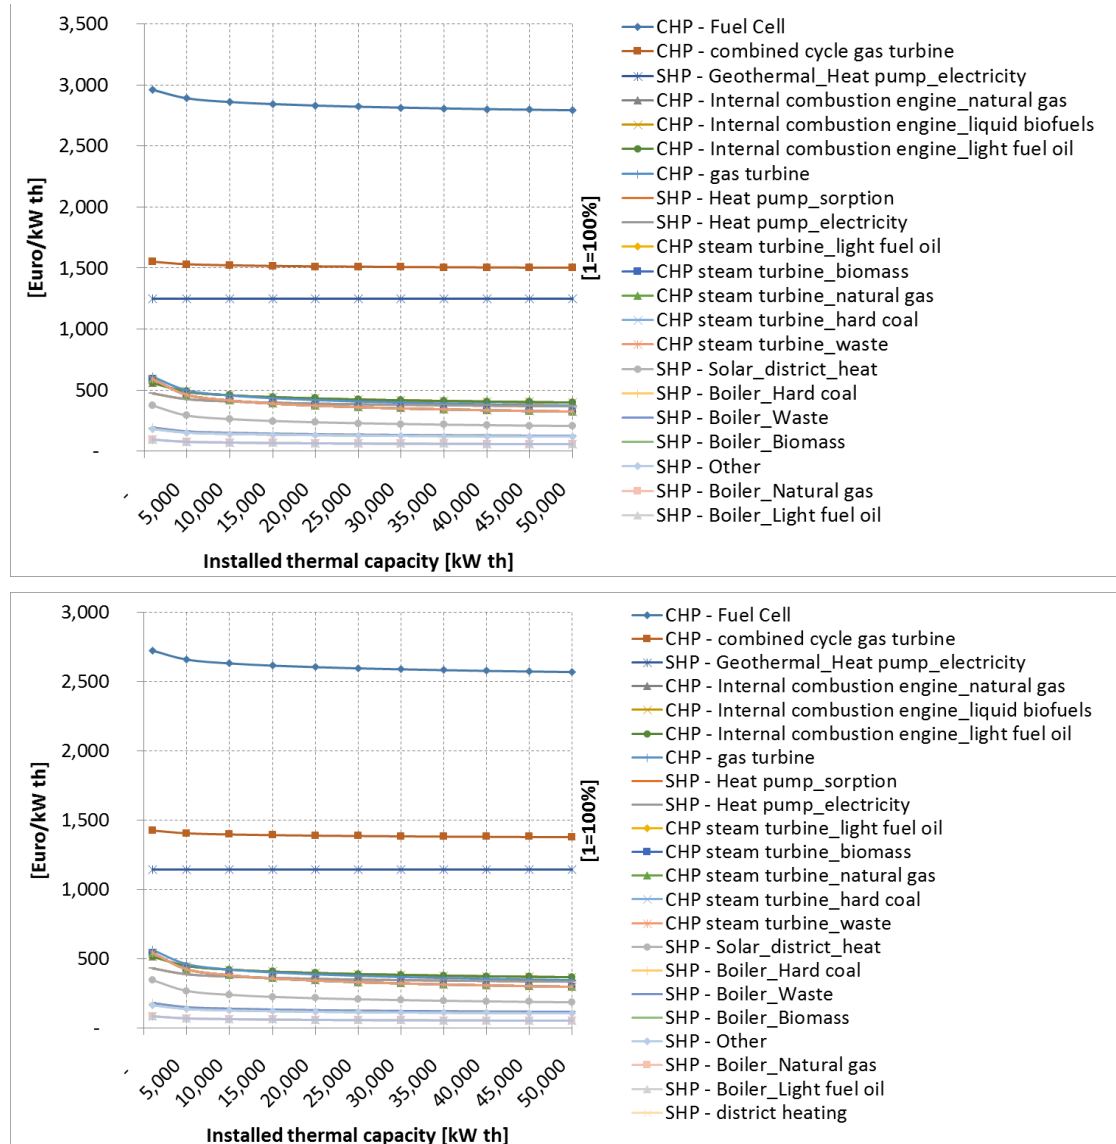 3,500
3,000
2,500
2,000
1,500
1,000
500
-
[Euro/kW th]
[1=100%]
-
5,000
10,000
15,000
20,000
25,000
30,000
35,000
40,000
45,000
50,000
Installed thermal capacity [kW th]
CHP - Fuel Cell
CHP - combined cycle gas turbine
SHP - Geothermal_Heat pump_electricity
CHP - Internal combustion engine_natural gas
CHP - Internal combustion engine_liquid biofuels
CHP - Internal combustion engine_light fuel oil
CHP - gas turbine
SHP - Heat pump_sorption
SHP - Heat pump_electricity
CHP steam turbine_light fuel oil
CHP steam turbine_biomass
CHP steam turbine_natural gas
CHP steam turbine_hard coal
CHP steam turbine_waste
SHP - Solar_district_heat
SHP - Boiler_Hard coal
SHP - Boiler_Waste
SHP - Boiler_Biomass
SHP - Other
SHP - Boiler_Natural gas
SHP - Boiler_Light fuel oil
3,000
2,500
2,000
1,500
1,000
500
-
[Euro/kW th]
[1=100%]
-
5,000
10,000
15,000
20,000
25,000
30,000
35,000
40,000
45,000
50,000
Installed thermal capacity [kW th]
CHP - Fuel Cell
CHP - combined cycle gas turbine
SHP - Geothermal_Heat pump_electricity
CHP - Internal combustion engine_natural gas
CHP - Internal combustion engine_liquid biofuels
CHP - Internal combustion engine_light fuel oil
CHP - gas turbine
SHP - Heat pump_sorption
SHP - Heat pump_electricity
CHP steam turbine_light fuel oil
CHP steam turbine_biomass
CHP steam turbine_natural gas
CHP steam turbine_hard coal
CHP steam turbine_waste
SHP - Solar_district_heat
SHP - Boiler_Hard coal
SHP - Boiler_Waste
SHP - Boiler_Biomass
SHP - Other
SHP - Boiler_Natural gas
SHP - Boiler_Light fuel oil
SHP - district heating